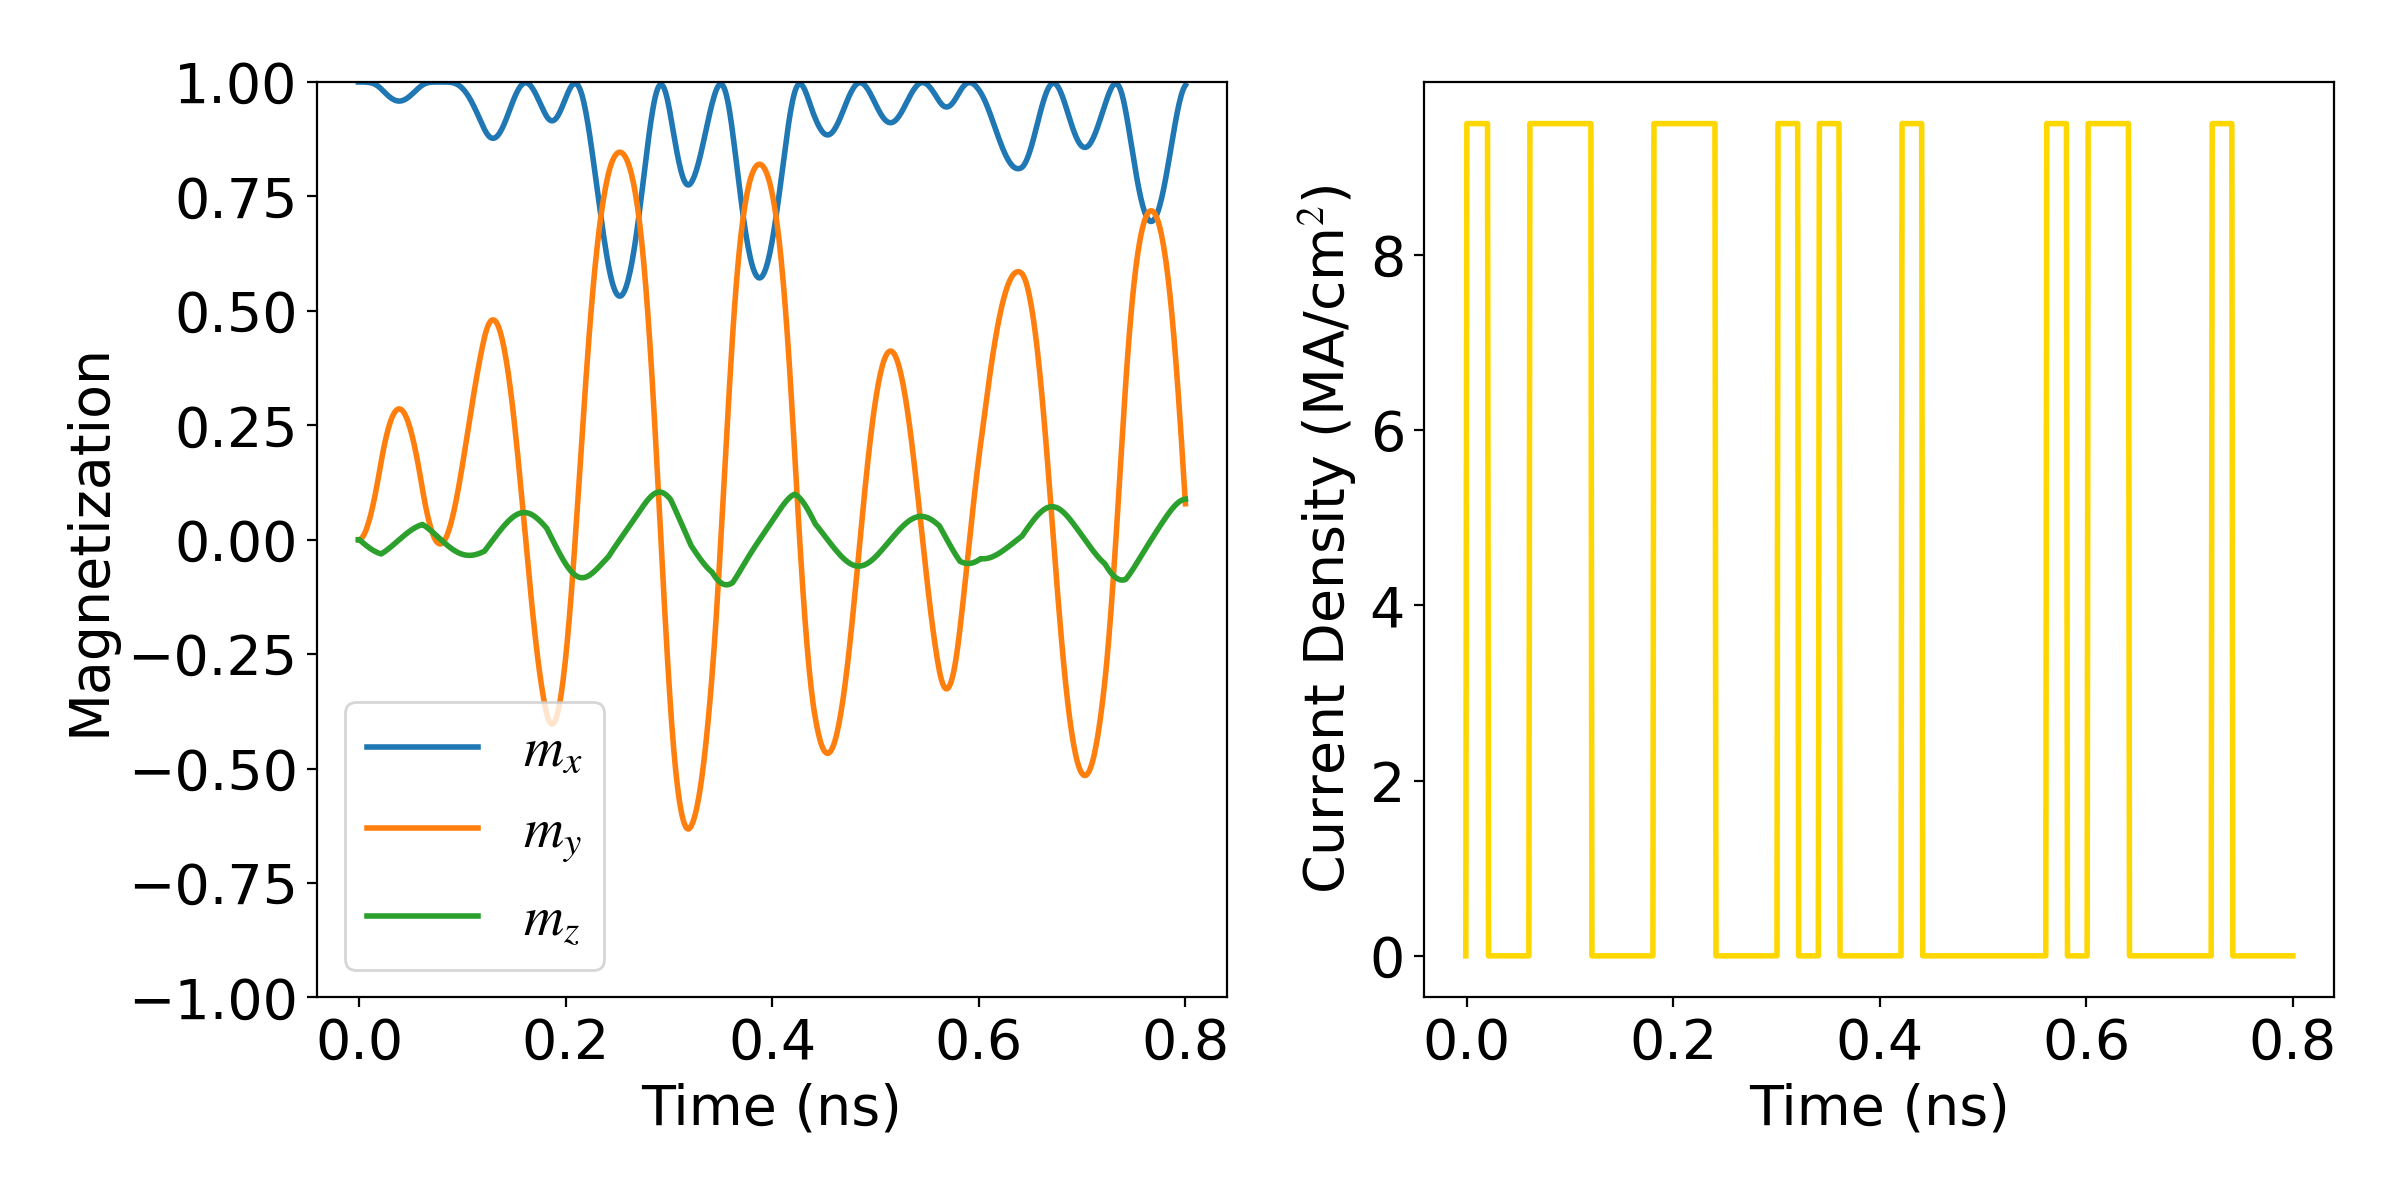 1.00
0.75
0.50
0.25
0.00
−0.25
−0.50
−0.75
−1.00
Magnetization
m_x
m_y
m_z
0.0 0.2 0.4 0.6 0.8
Time (ns)
8
6
4
2
0
Current Density (MA/cm²)
0.0 0.2 0.4 0.6 0.8
Time (ns)